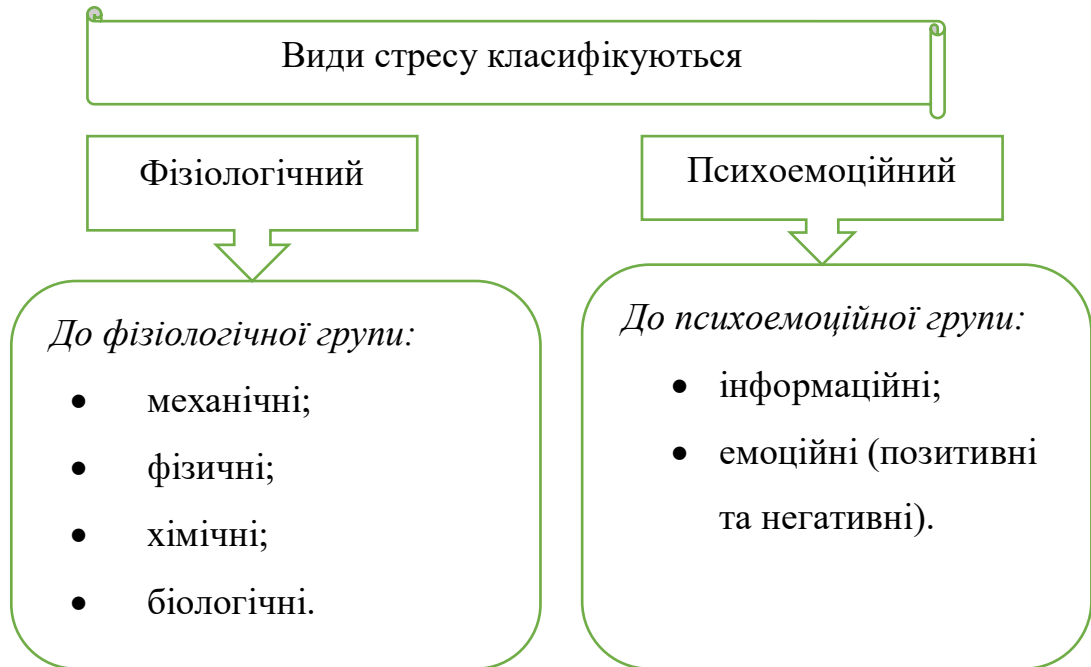 Види стресу класифікуються
Фізіологічний
Психоемоційний
До фізіологічної групи:
• механічні;
• фізичні;
• хімічні;
• біологічні.
До психоемоційної групи:
• інформаційні;
• емоційні (позитивні
та негативні).